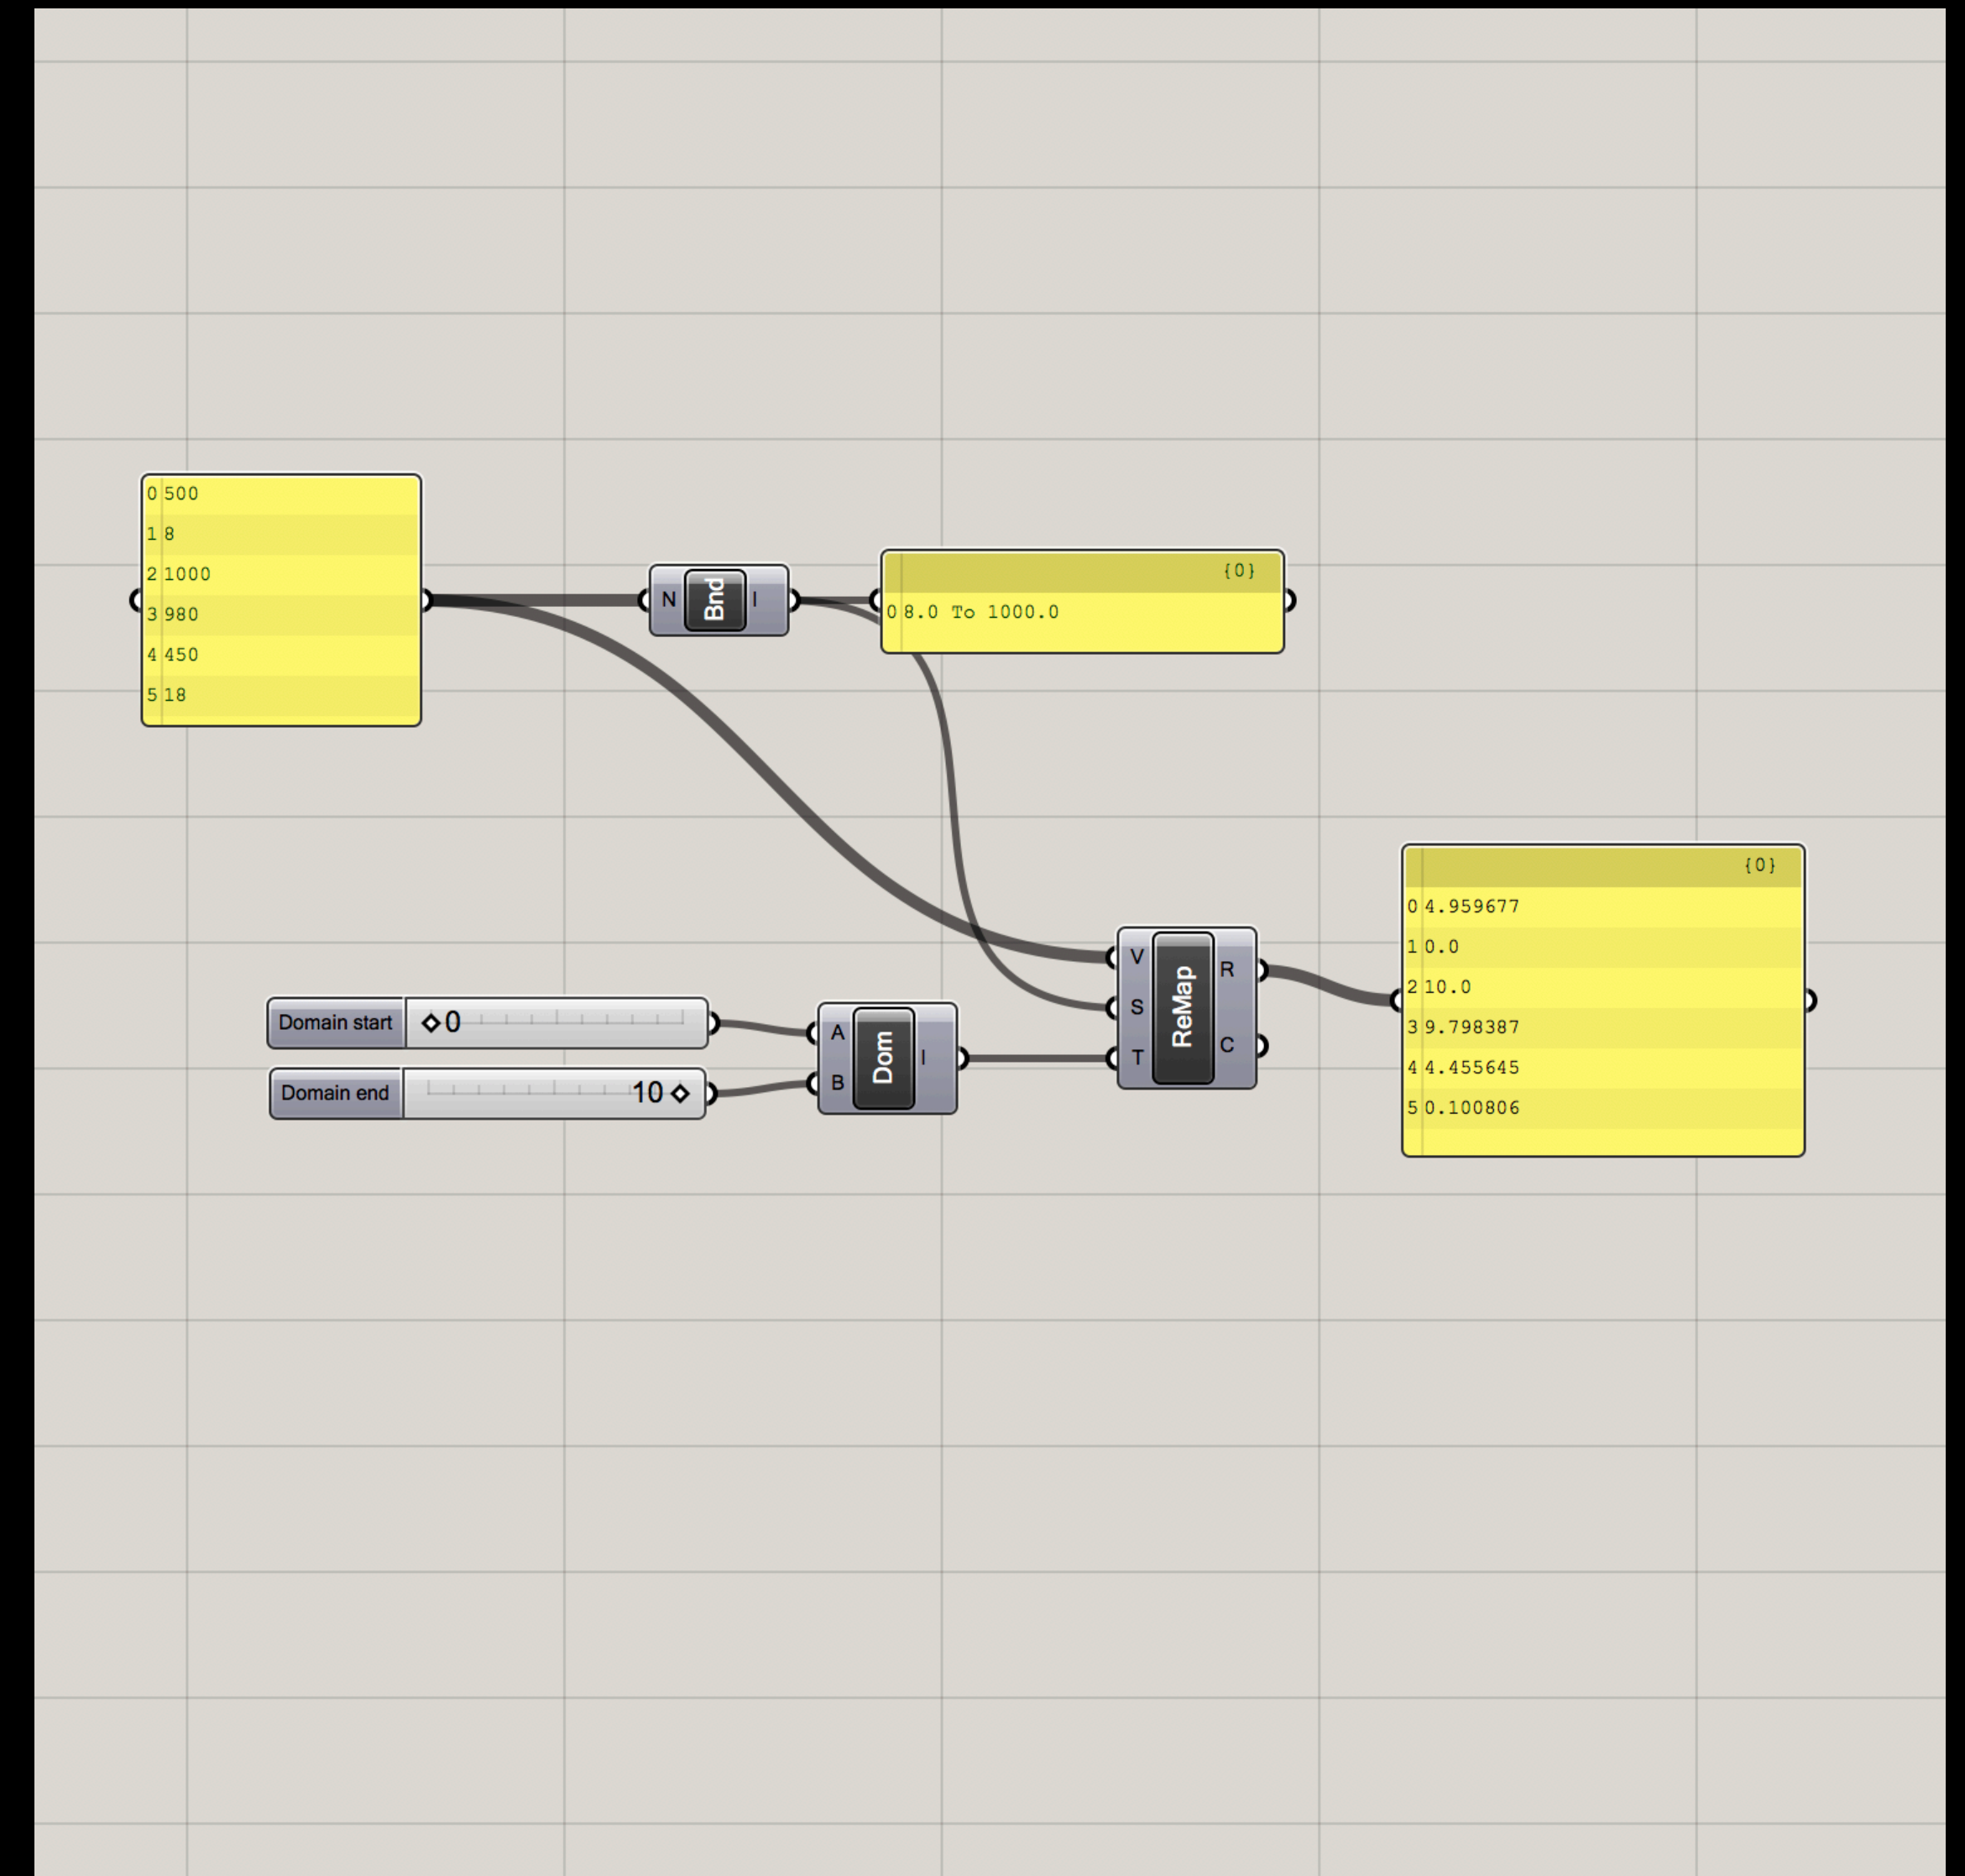 0 500
1 8
2 1000
3 980
4 450
5 18
N Bnd I
{0}
0 8.0 To 1000.0
Domain start 0
Domain end 10
A
B
Dom
I
V
S
T
ReMap
R
C
{0}
0 4.959677
1 0.0
2 10.0
3 9.798387
4 4.455645
5 0.100806